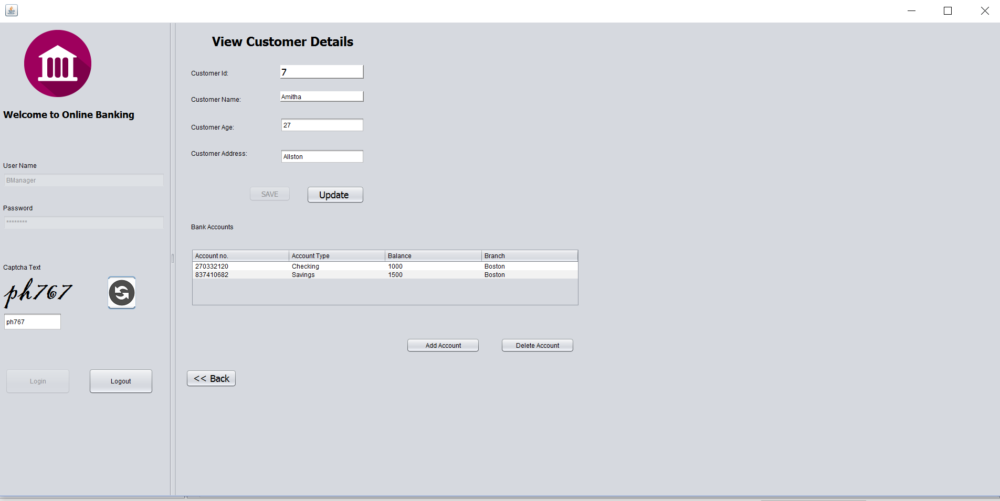 Welcome to Online Banking
User Name
BManager
Password
********
Captcha Text
ph767
ph767
Login Logout
View Customer Details
Customer Id: 7
Customer Name: Amitha
Customer Age: 27
Customer Address: Allston
SAVE Update
Bank Accounts
Account no. Account Type Balance Branch
270332120 Checking 1000 Boston
837410682 Savings 1500 Boston
Add Account Delete Account
<< Back